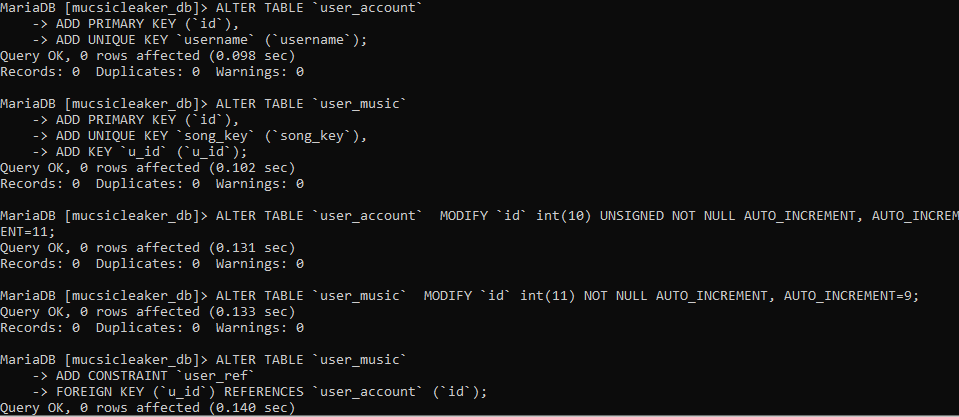 MariaDB [mucsicleaker_db]> ALTER TABLE `user_account`
    -> ADD PRIMARY KEY (`id`),
    -> ADD UNIQUE KEY `username` (`username`);
Query OK, 0 rows affected (0.098 sec)
Records: 0  Duplicates: 0  Warnings: 0

MariaDB [mucsicleaker_db]> ALTER TABLE `user_music`
    -> ADD PRIMARY KEY (`id`),
    -> ADD UNIQUE KEY `song_key` (`song_key`),
    -> ADD KEY `u_id` (`u_id`);
Query OK, 0 rows affected (0.102 sec)
Records: 0  Duplicates: 0  Warnings: 0

MariaDB [mucsicleaker_db]> ALTER TABLE `user_account`  MODIFY `id` int(10) UNSIGNED NOT NULL AUTO_INCREMENT, AUTO_INCREM
ENT=11;
Query OK, 0 rows affected (0.131 sec)
Records: 0  Duplicates: 0  Warnings: 0

MariaDB [mucsicleaker_db]> ALTER TABLE `user_music`  MODIFY `id` int(11) NOT NULL AUTO_INCREMENT, AUTO_INCREMENT=9;
Query OK, 0 rows affected (0.133 sec)
Records: 0  Duplicates: 0  Warnings: 0

MariaDB [mucsicleaker_db]> ALTER TABLE `user_music`
    -> ADD CONSTRAINT `user_ref`
    -> FOREIGN KEY (`u_id`) REFERENCES `user_account` (`id`);
Query OK, 0 rows affected (0.140 sec)